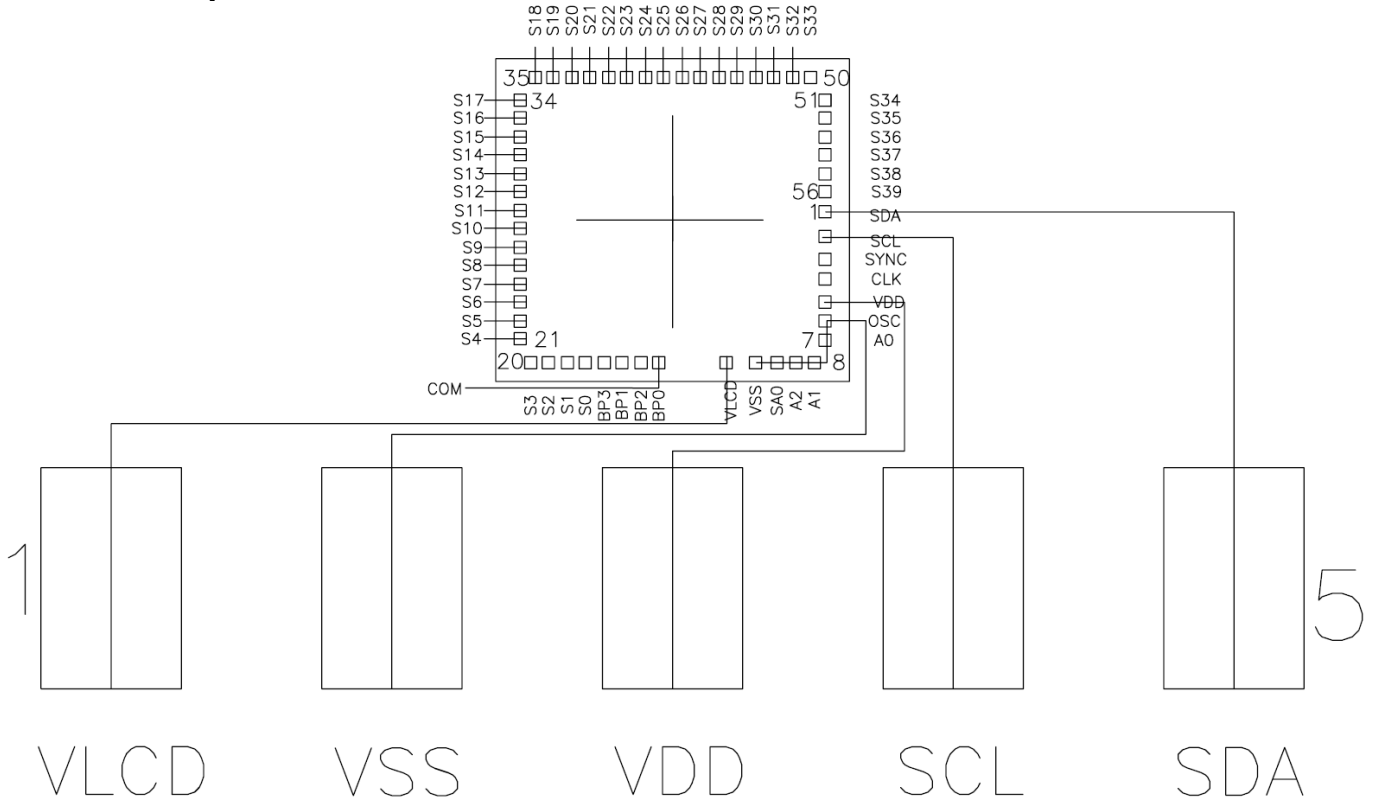 S18 S19 S20 S21 S22 S23 S24 S25 S26 S27 S28 S29 S30 S31 S32 S33
35 50
S17 34 51 S34
S16 S35
S15 S36
S14 S37
S13 S38
S12 56 S39
S11 1 SDA
S10 SCL
S9 SYNC
S8 CLK
S7
S6 VDD
S5 OSC
S4 21 7 A0
20 8
COM
S3 S2 S1 S0 BP3 BP1 BP2 BP0 VLCD VSS SA0 A2 A1
1 5
VLCD VSS VDD SCL SDA